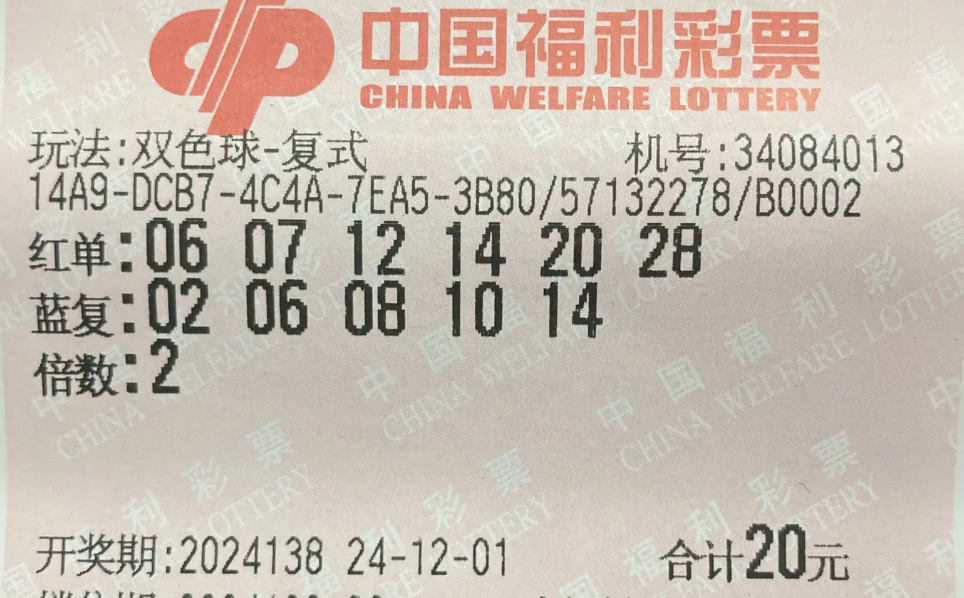 中国福利彩票
CHINA WELFARE LOTTERY
玩法:双色球-复式 机号:34084013
14A9-DCB7-4C4A-7EA5-3B80/57132278/B0002
红单:06 07 12 14 20 28
蓝复:02 06 08 10 14
倍数:2
开奖期:2024138 24-12-01 合计20元